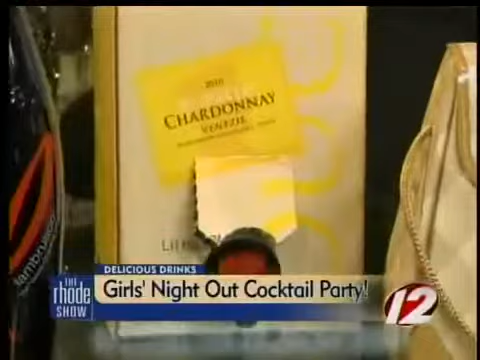 2010
CHARDONNAY
VENEZIE
DELICIOUS DRINKS
Girls' Night Out Cocktail Party!
THE
rhode
SHOW
12